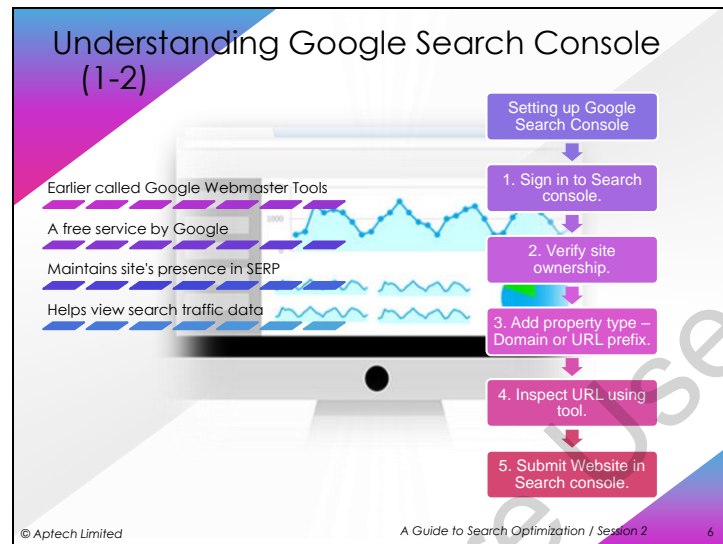 Understanding Google Search Console
(1-2)
Earlier called Google Webmaster Tools
A free service by Google
Maintains site's presence in SERP
Helps view search traffic data
1000
0
Setting up Google
Search Console
1. Sign in to Search
console.
2. Verify site
ownership.
3. Add property type –
Domain or URL prefix.
4. Inspect URL using
tool.
5. Submit Website in
Search console.
Use
© Aptech Limited
A Guide to Search Optimization / Session 2
6